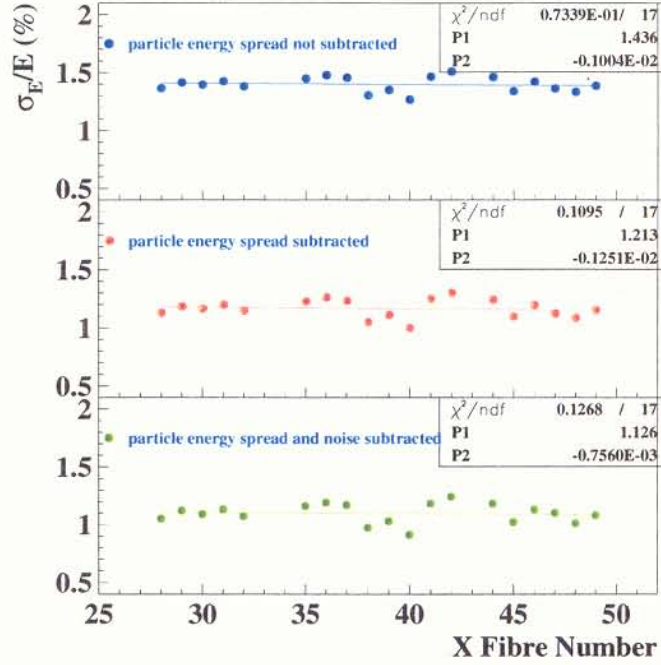 σE/E (%)
χ²/ndf 0.7339E-01/ 17
P1 1.436
P2 -0.1004E-02
particle energy spread not subtracted
2
1.5
1
0.5
χ²/ndf 0.1095 / 17
P1 1.213
P2 -0.1251E-02
particle energy spread subtracted
2
1.5
1
0.5
χ²/ndf 0.1268 / 17
P1 1.126
P2 -0.7560E-03
particle energy spread and noise subtracted
2
1.5
1
0.5
25 30 35 40 45 50
X Fibre Number